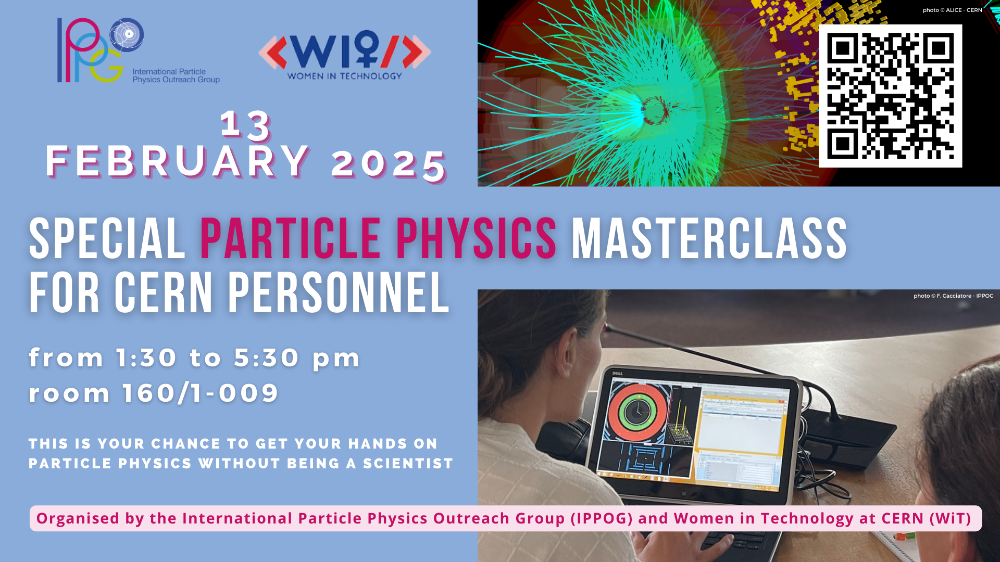 International Particle
Physics Outreach Group
WIT
WOMEN IN TECHNOLOGY
photo © ALICE - CERN
13
FEBRUARY 2025
SPECIAL PARTICLE PHYSICS MASTERCLASS
FOR CERN PERSONNEL
from 1:30 to 5:30 pm
room 160/1-009
THIS IS YOUR CHANCE TO GET YOUR HANDS ON
PARTICLE PHYSICS WITHOUT BEING A SCIENTIST
photo © F. Cacciatore - IPPOG
DELL
Organised by the International Particle Physics Outreach Group (IPPOG) and Women in Technology at CERN (WiT)